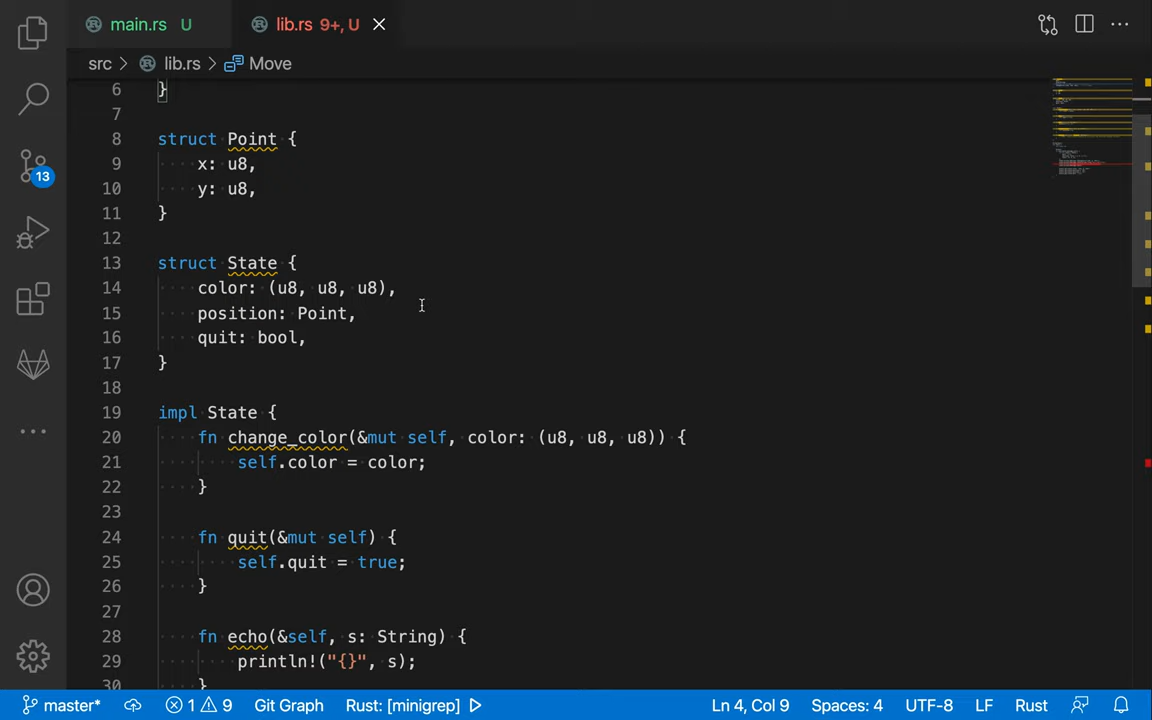 main.rs U lib.rs 9+, U
src lib.rs Move
6 }
7
8 struct Point {
9 x: u8,
10 y: u8,
11 }
12
13 struct State {
14 color: (u8, u8, u8),
15 position: Point,
16 quit: bool,
17 }
18
19 impl State {
20 fn change_color(&mut self, color: (u8, u8, u8)) {
21 self.color = color;
22 }
23
24 fn quit(&mut self) {
25 self.quit = true;
26 }
27
28 fn echo(&self, s: String) {
29 println!("{}", s);
30 }
13
master* 1 9 Git Graph Rust: [minigrep] Ln 4, Col 9 Spaces: 4 UTF-8 LF Rust